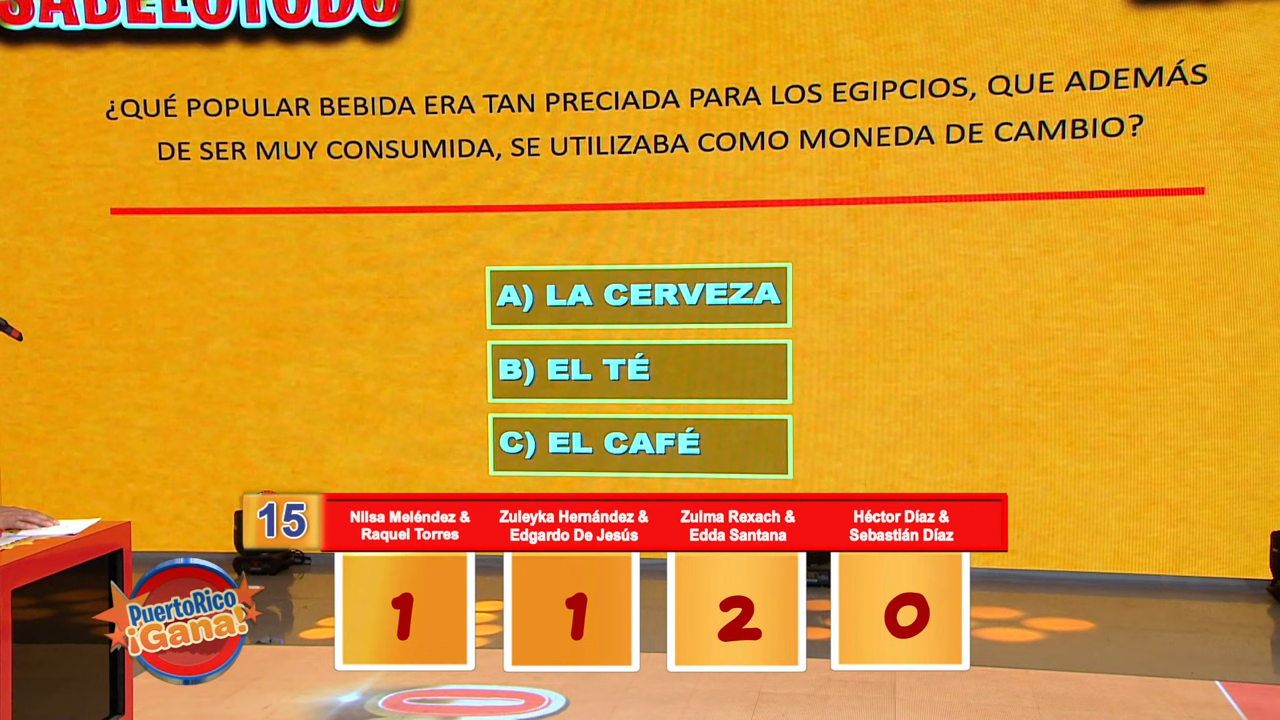 SABELOTODO
¿QUÉ POPULAR BEBIDA ERA TAN PRECIADA PARA LOS EGIPCIOS, QUE ADEMÁS
DE SER MUY CONSUMIDA, SE UTILIZABA COMO MONEDA DE CAMBIO?
A) LA CERVEZA
B) EL TÉ
C) EL CAFÉ
15
Nilsa Meléndez &
Raquel Torres
Zuleyka Hernández &
Edgardo De Jesús
Zulma Rexach &
Edda Santana
Héctor Díaz &
Sebastián Díaz
1
1
2
0
PuertoRico
¡Gana!